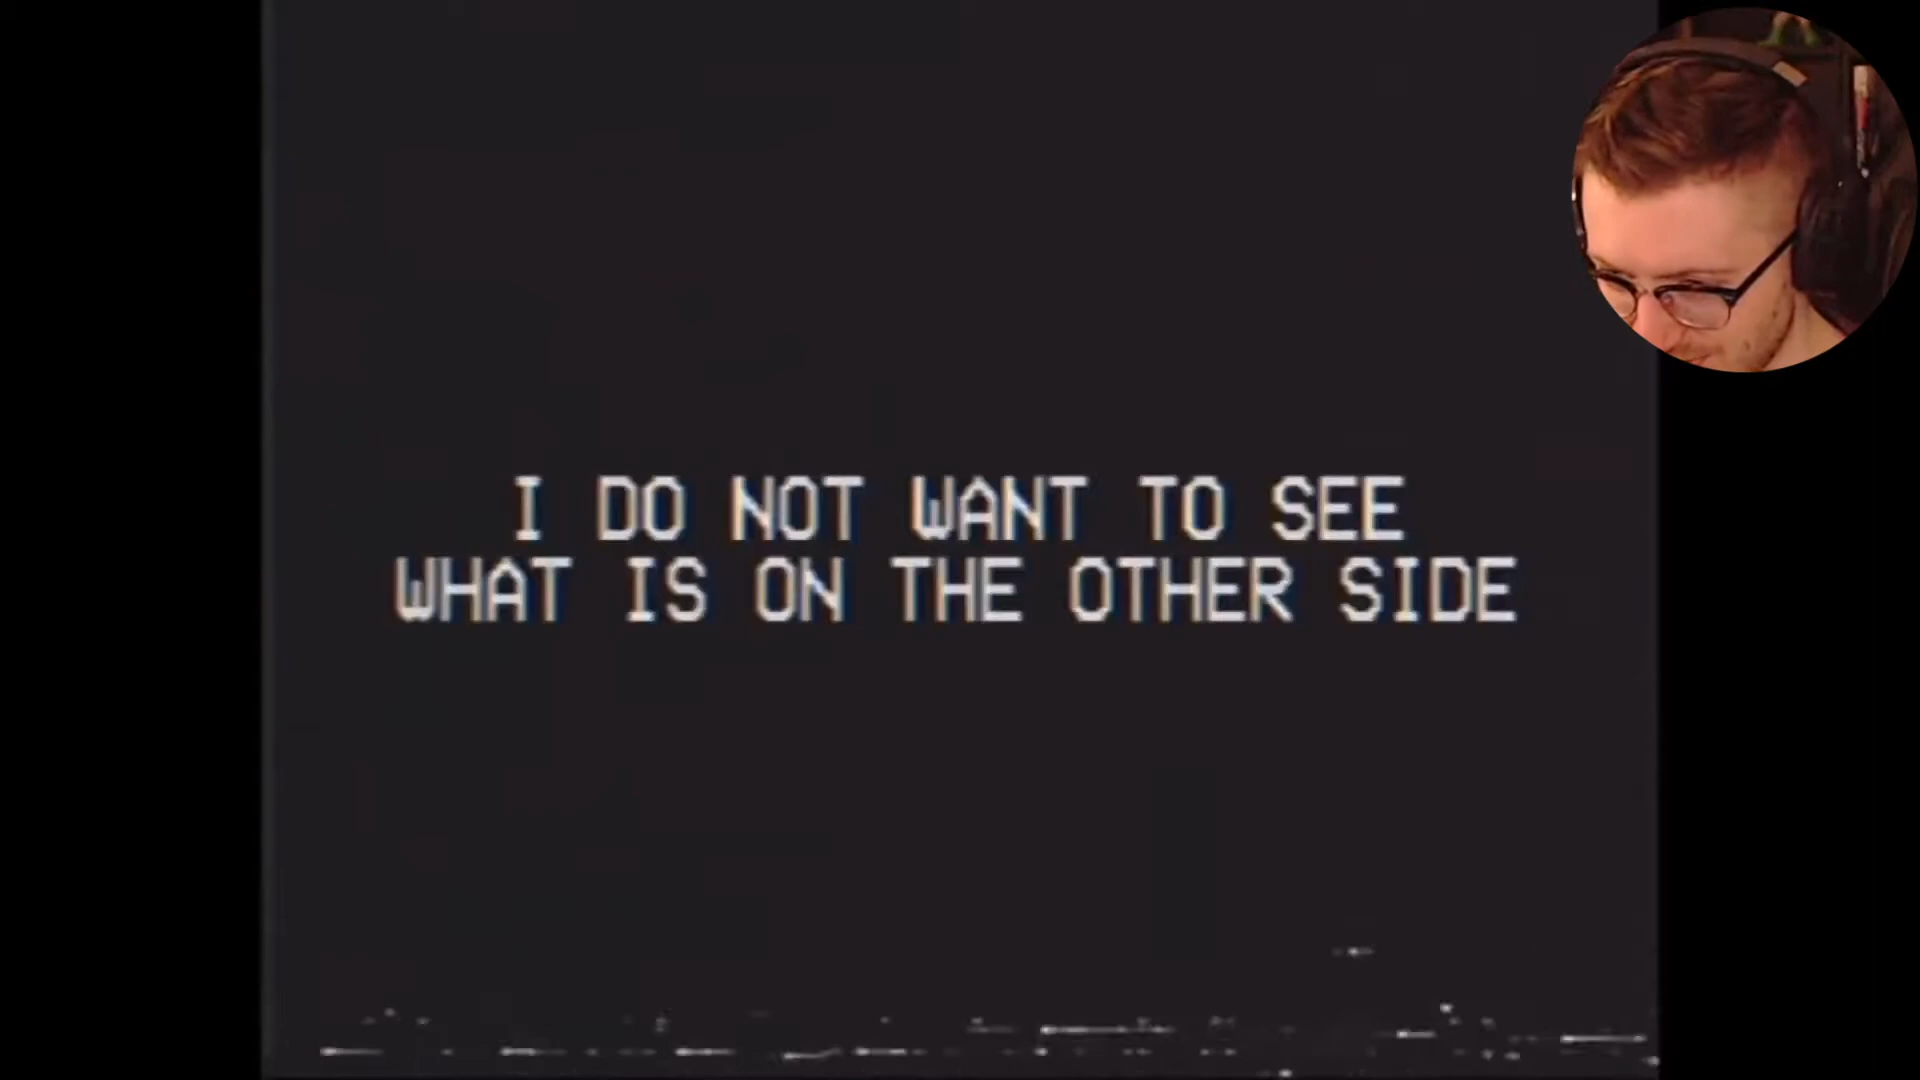 I DO NOT WANT TO SEE
WHAT IS ON THE OTHER SIDE